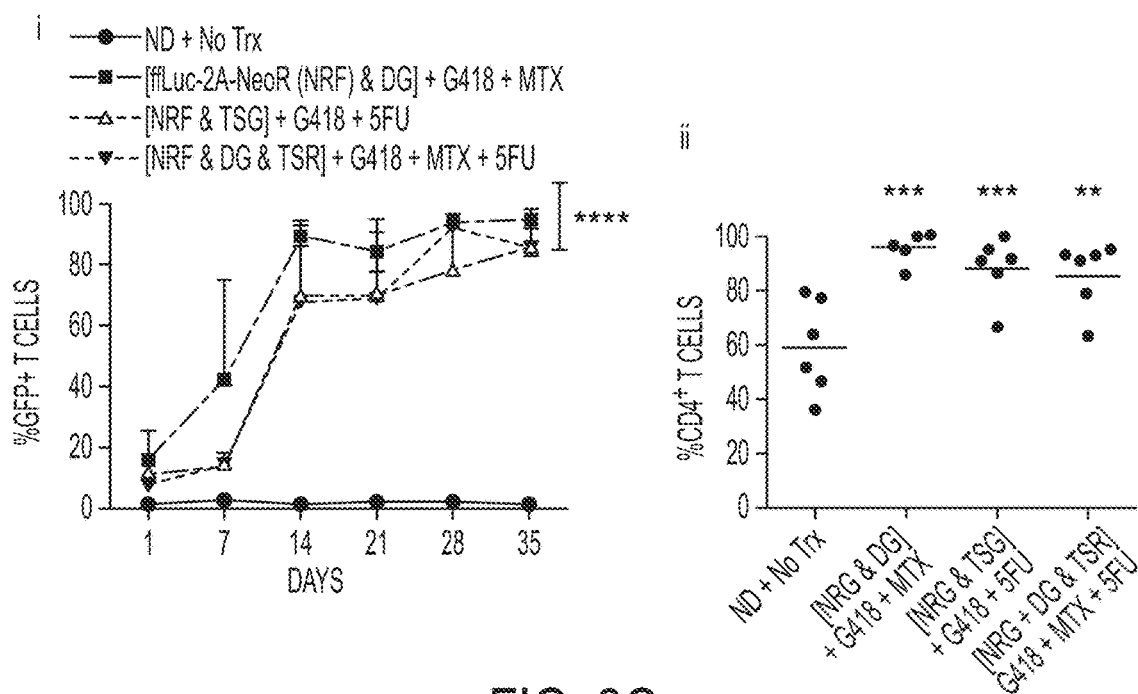 i
ND + No Trx
[ffLuc-2A-NeoR (NRF) & DG] + G418 + MTX
[NRF & TSG] + G418 + 5FU
[NRF & DG & TSR] + G418 + MTX + 5FU
%GFP+ T CELLS
100
80
60
40
20
0
****
1 7 14 21 28 35
DAYS
ii
*** *** **
%CD4+ T CELLS
100
80
60
40
20
0
ND + No Trx
[NRG & DG]
+ G418 + MTX
[NRG & TSG]
+ G418 + 5FU
[NRG + DG & TSR]
G418 + MTX + 5FU